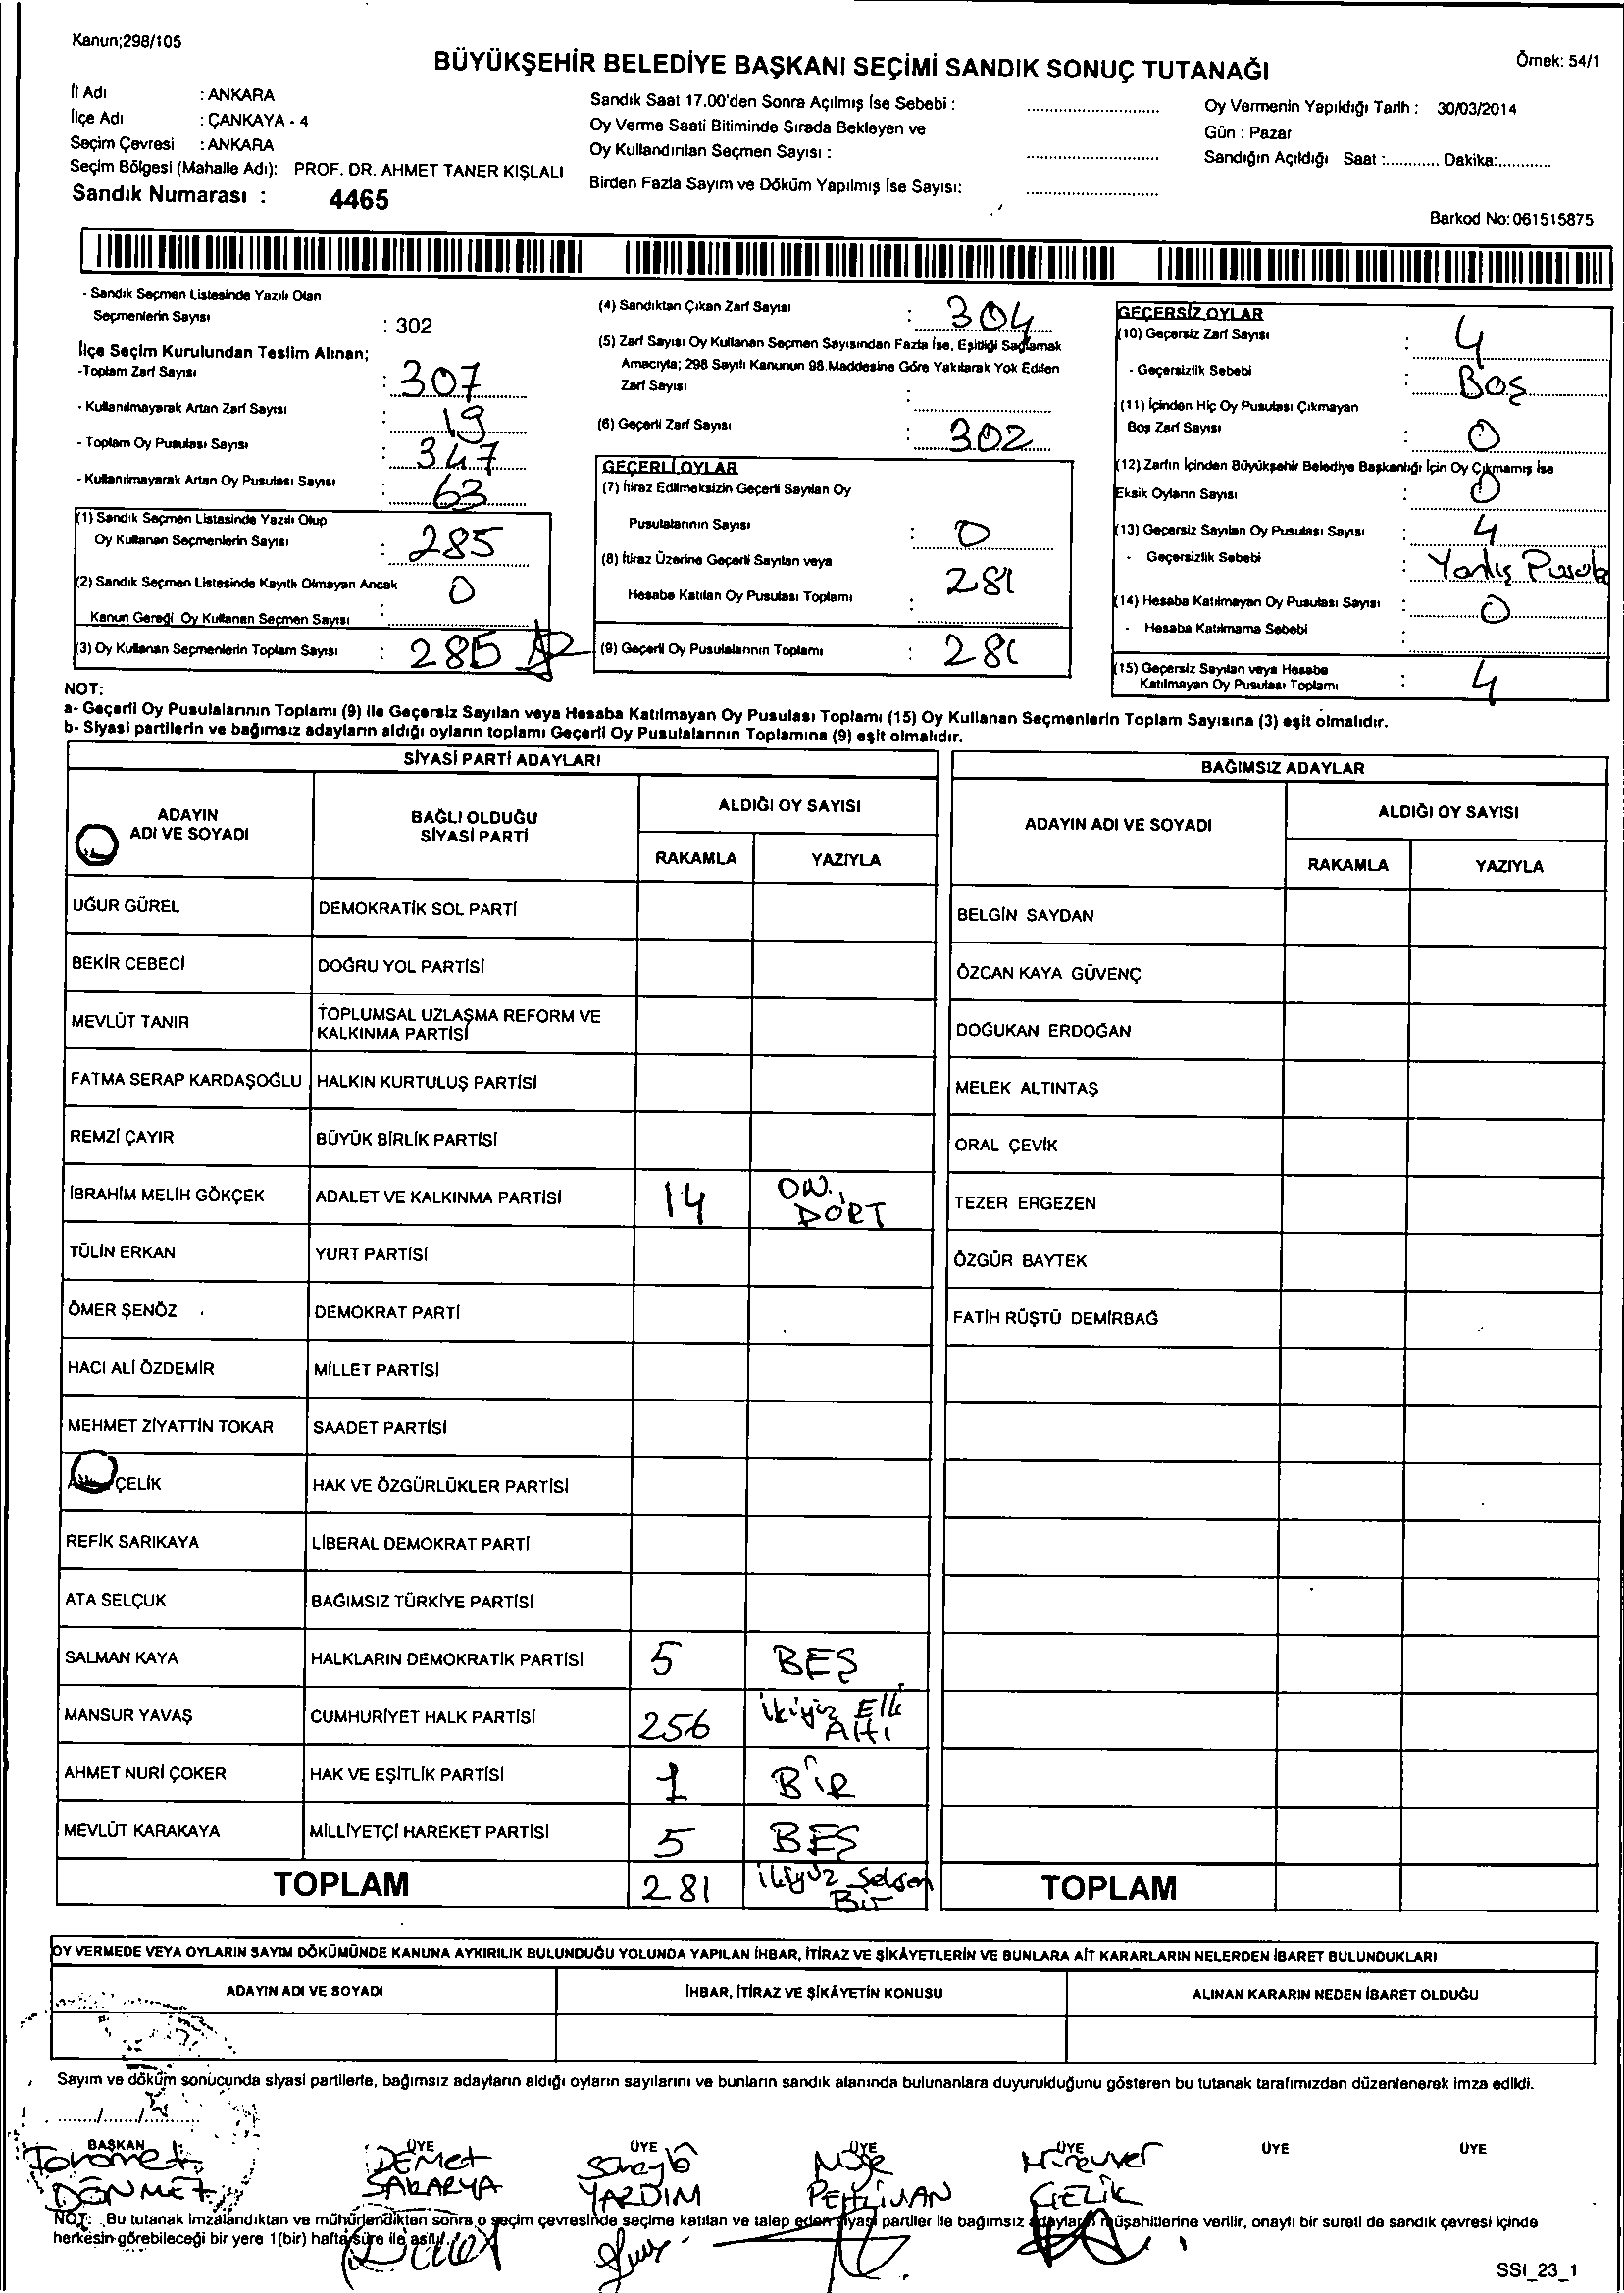 Kanun;298/105
BÜYÜKŞEHİR BELEDİYE BAŞKANI SEÇİMİ SANDIK SONUÇ TUTANAĞI
Örnek: 54/1
İl Adı : ANKARA
İlçe Adı : ÇANKAYA - 4
Seçim Çevresi : ANKARA
Seçim Bölgesi (Mahalle Adı): PROF. DR. AHMET TANER KIŞLALI
Sandık Numarası : 4465
Sandık Saat 17.00'den Sonra Açılmış İse Sebebi : ....................
Oy Verme Saati Bitiminde Sırada Bekleyen ve
Oy Kullandırılan Seçmen Sayısı : ....................
Birden Fazla Sayım ve Döküm Yapılmış İse Sayısı: ....................
Oy Vermenin Yapıldığı Tarih : 30/03/2014
Gün : Pazar
Sandığın Açıldığı Saat :............ Dakika:............
Barkod No: 061515875
- Sandık Seçmen Listesinde Yazılı Olan
Seçmenlerin Sayısı : 302
İlçe Seçim Kurulundan Teslim Alınan;
-Toplam Zarf Sayısı : 307
- Kullanılmayarak Artan Zarf Sayısı : 19
- Toplam Oy Pusulası Sayısı : 347
- Kullanılmayarak Artan Oy Pusulası Sayısı : 63
(1) Sandık Seçmen Listesinde Yazılı Olup
Oy Kullanan Seçmenlerin Sayısı : 285
(2) Sandık Seçmen Listesinde Kayıtlı Olmayan Ancak
Kanun Gereği Oy Kullanan Seçmen Sayısı : 0
(3) Oy Kullanan Seçmenlerin Toplam Sayısı : 285
(4) Sandıktan Çıkan Zarf Sayısı : 304
(5) Zarf Sayısı Oy Kullanan Seçmen Sayısından Fazla İse, Eşitliği Sağlamak
Amacıyla; 298 Sayılı Kanunun 98.Maddesine Göre Yakılarak Yok Edilen
Zarf Sayısı :
(6) Geçerli Zarf Sayısı : 302
GEÇERLİ OYLAR
(7) İtiraz Edilmeksizin Geçerli Sayılan Oy
Pusulalarının Sayısı : 0
(8) İtiraz Üzerine Geçerli Sayılan veya
Hesaba Katılan Oy Pusulası Toplamı : 281
(9) Geçerli Oy Pusulalarının Toplamı : 281
GEÇERSİZ OYLAR
(10) Geçersiz Zarf Sayısı : 4
- Geçersizlik Sebebi : Boş
(11) İçinden Hiç Oy Pusulası Çıkmayan
Boş Zarf Sayısı : 0
(12).Zarfın İçinden Büyükşehir Belediye Başkanlığı İçin Oy Çıkmamış ise
Eksik Oyların Sayısı : 0
(13) Geçersiz Sayılan Oy Pusulası Sayısı : 4
- Geçersizlik Sebebi : Yanlış Pusula
(14) Hesaba Katılmayan Oy Pusulası Sayısı : 0
- Hesaba Katılmama Sebebi :
(15) Geçersiz Sayılan veya Hesaba
Katılmayan Oy Pusulası Toplamı : 4
NOT:
a- Geçerli Oy Pusulalarının Toplamı (9) ile Geçersiz Sayılan veya Hesaba Katılmayan Oy Pusulası Toplamı (15) Oy Kullanan Seçmenlerin Toplam Sayısına (3) eşit olmalıdır.
b- Siyasi partilerin ve bağımsız adayların aldığı oyların toplamı Geçerli Oy Pusulalarının Toplamına (9) eşit olmalıdır.
SİYASİ PARTİ ADAYLARI
ADAYIN ADI VE SOYADI BAĞLI OLDUĞU SİYASİ PARTİ ALDIĞI OY SAYISI
RAKAMLA YAZIYLA
UĞUR GÜREL DEMOKRATİK SOL PARTİ
BEKİR CEBECİ DOĞRU YOL PARTİSİ
MEVLÜT TANIR TOPLUMSAL UZLAŞMA REFORM VE KALKINMA PARTİSİ
FATMA SERAP KARDAŞOĞLU HALKIN KURTULUŞ PARTİSİ
REMZİ ÇAYIR BÜYÜK BİRLİK PARTİSİ
İBRAHİM MELİH GÖKÇEK ADALET VE KALKINMA PARTİSİ 14 ON DÖRT
TÜLİN ERKAN YURT PARTİSİ
ÖMER ŞENÖZ DEMOKRAT PARTİ
HACI ALİ ÖZDEMİR MİLLET PARTİSİ
MEHMET ZİYATTİN TOKAR SAADET PARTİSİ
ÇELİK HAK VE ÖZGÜRLÜKLER PARTİSİ
REFİK SARIKAYA LİBERAL DEMOKRAT PARTİ
ATA SELÇUK BAĞIMSIZ TÜRKİYE PARTİSİ
SALMAN KAYA HALKLARIN DEMOKRATİK PARTİSİ 5 BEŞ
MANSUR YAVAŞ CUMHURİYET HALK PARTİSİ 256 ikiyüz Elli Altı
AHMET NURİ ÇOKER HAK VE EŞİTLİK PARTİSİ 1 BİR
MEVLÜT KARAKAYA MİLLİYETÇİ HAREKET PARTİSİ 5 BEŞ
TOPLAM 281 ikiyüz Seksen Bir
BAĞIMSIZ ADAYLAR
ADAYIN ADI VE SOYADI ALDIĞI OY SAYISI
RAKAMLA YAZIYLA
BELGİN SAYDAN
ÖZCAN KAYA GÜVENÇ
DOĞUKAN ERDOĞAN
MELEK ALTINTAŞ
ORAL ÇEVİK
TEZER ERGEZEN
ÖZGÜR BAYTEK
FATİH RÜŞTÜ DEMİRBAĞ
TOPLAM
OY VERMEDE VEYA OYLARIN SAYIM DÖKÜMÜNDE KANUNA AYKIRILIK BULUNDUĞU YOLUNDA YAPILAN İHBAR, İTİRAZ VE ŞİKÂYETLERİN VE BUNLARA AİT KARARLARIN NELERDEN İBARET BULUNDUKLARI
ADAYIN ADI VE SOYADI İHBAR, İTİRAZ VE ŞİKÂYETİN KONUSU ALINAN KARARIN NEDEN İBARET OLDUĞU
Sayım ve döküm sonucunda siyasi partilerle, bağımsız adayların aldığı oyların sayılarını ve bunların sandık alanında bulunanlara duyurulduğunu gösteren bu tutanak tarafımızdan düzenlenerek imza edildi.
......../......../............
BAŞKAN ÜYE ÜYE ÜYE ÜYE ÜYE ÜYE
DÖNMEZ
DEMET SAKARYA
YARDIM
PEHLİVAN
ÇELİK
NOT: Bu tutanak imzalandıktan ve mühürlendikten sonra o seçim çevresinde seçime katılan ve talep eden siyasi partiler ile bağımsız adayların müşahitlerine verilir, onaylı bir sureti de sandık çevresi içinde
herkesin görebileceği bir yere 1(bir) hafta süre ile asılır.
SSI_23_1